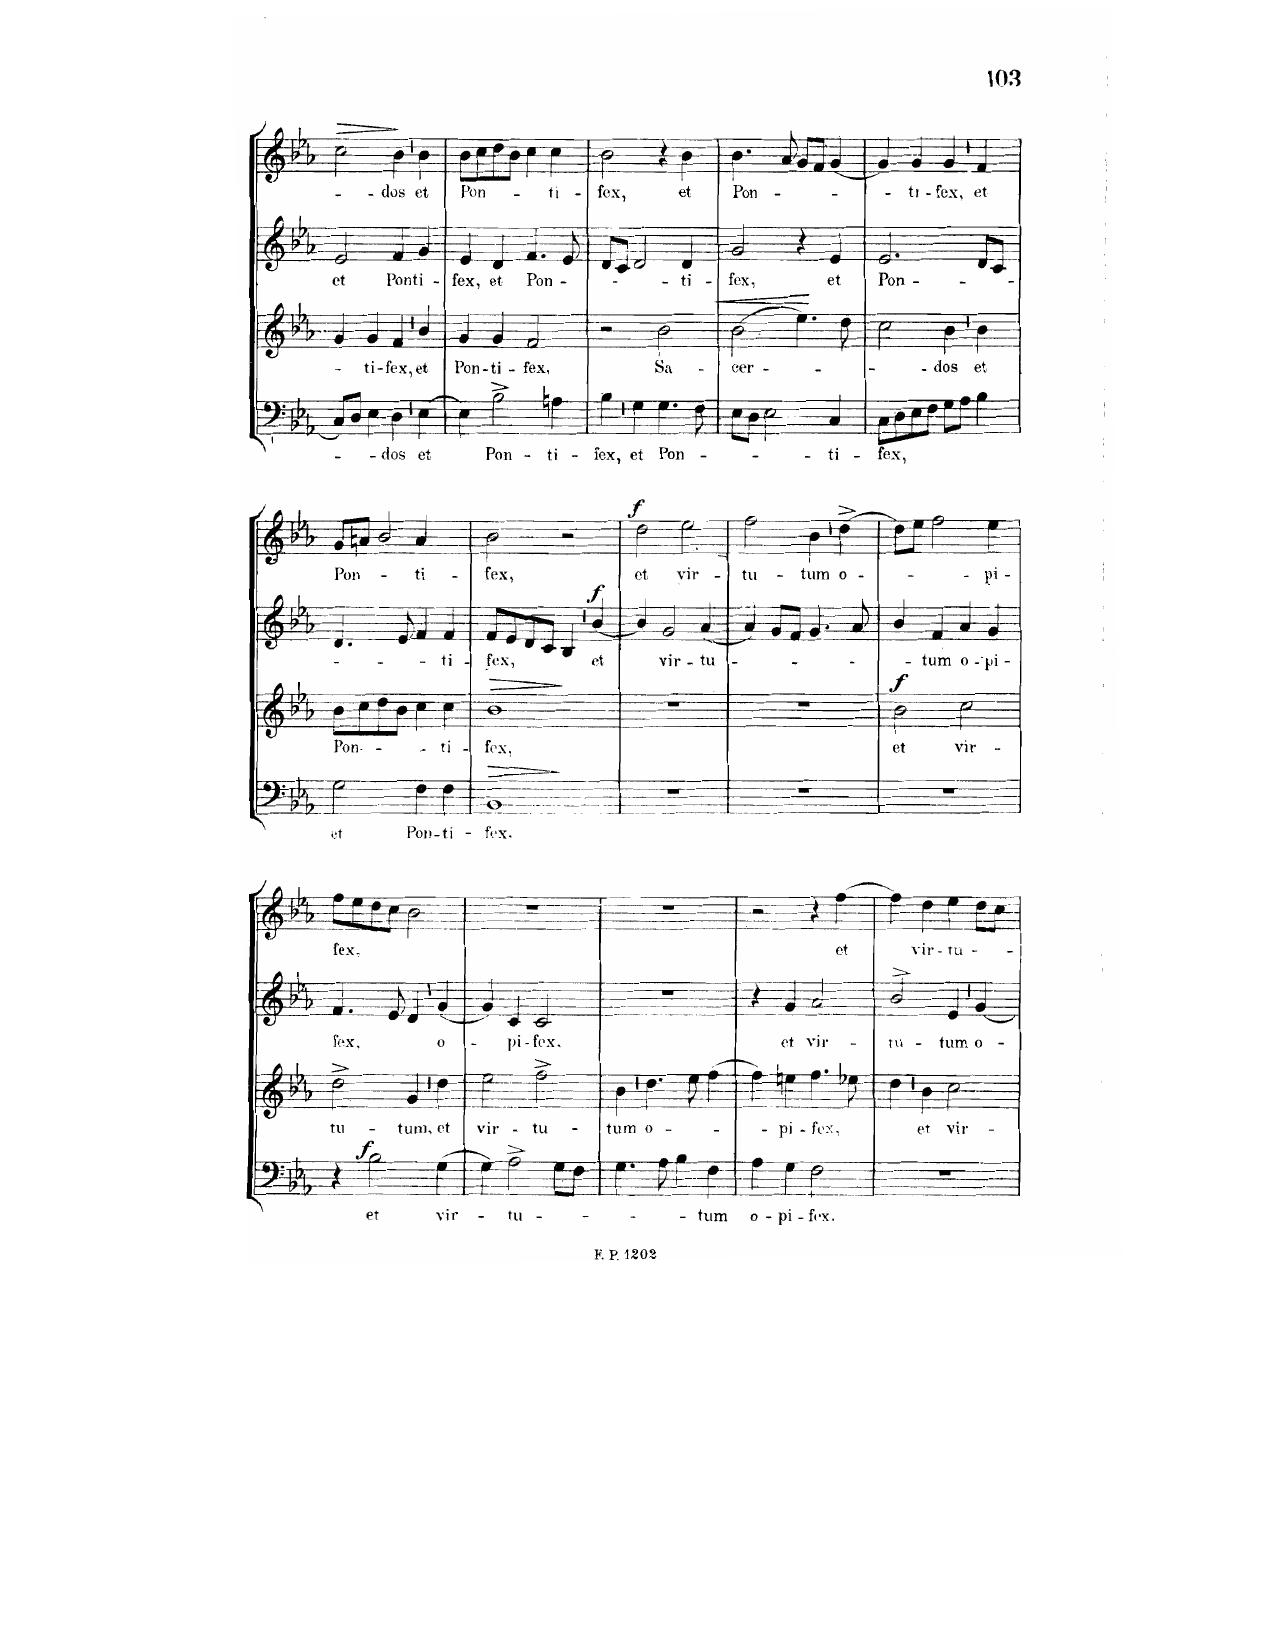 103
- - dos et Pon - ti - fex, et Pon - - - - ti - fex, et
et Ponti - fex, et Pon - - - ti - fex, et Pon - - -
- ti - fex, et Pon - ti - fex, Sa - cer - - - - dos et
- - dos et Pon - ti - fex, et Pon - - - ti - fex,
f
Pon - ti - fex, et vir - tu - tum o - - - pi -
f
- - - ti - fex, et vir - tu - - - - tum o - pi -
f
Pon - - - ti - fex, et vir -
et Pon - ti - fex.
fex, et vir - tu - -
fex, o - pi - fex. et vir - tu - tum o -
tu - tum, et vir - tu - tum o - - - pi - fex, et vir -
f
et vir - tu - - - - tum o - pi - fex.
F. P. 1202